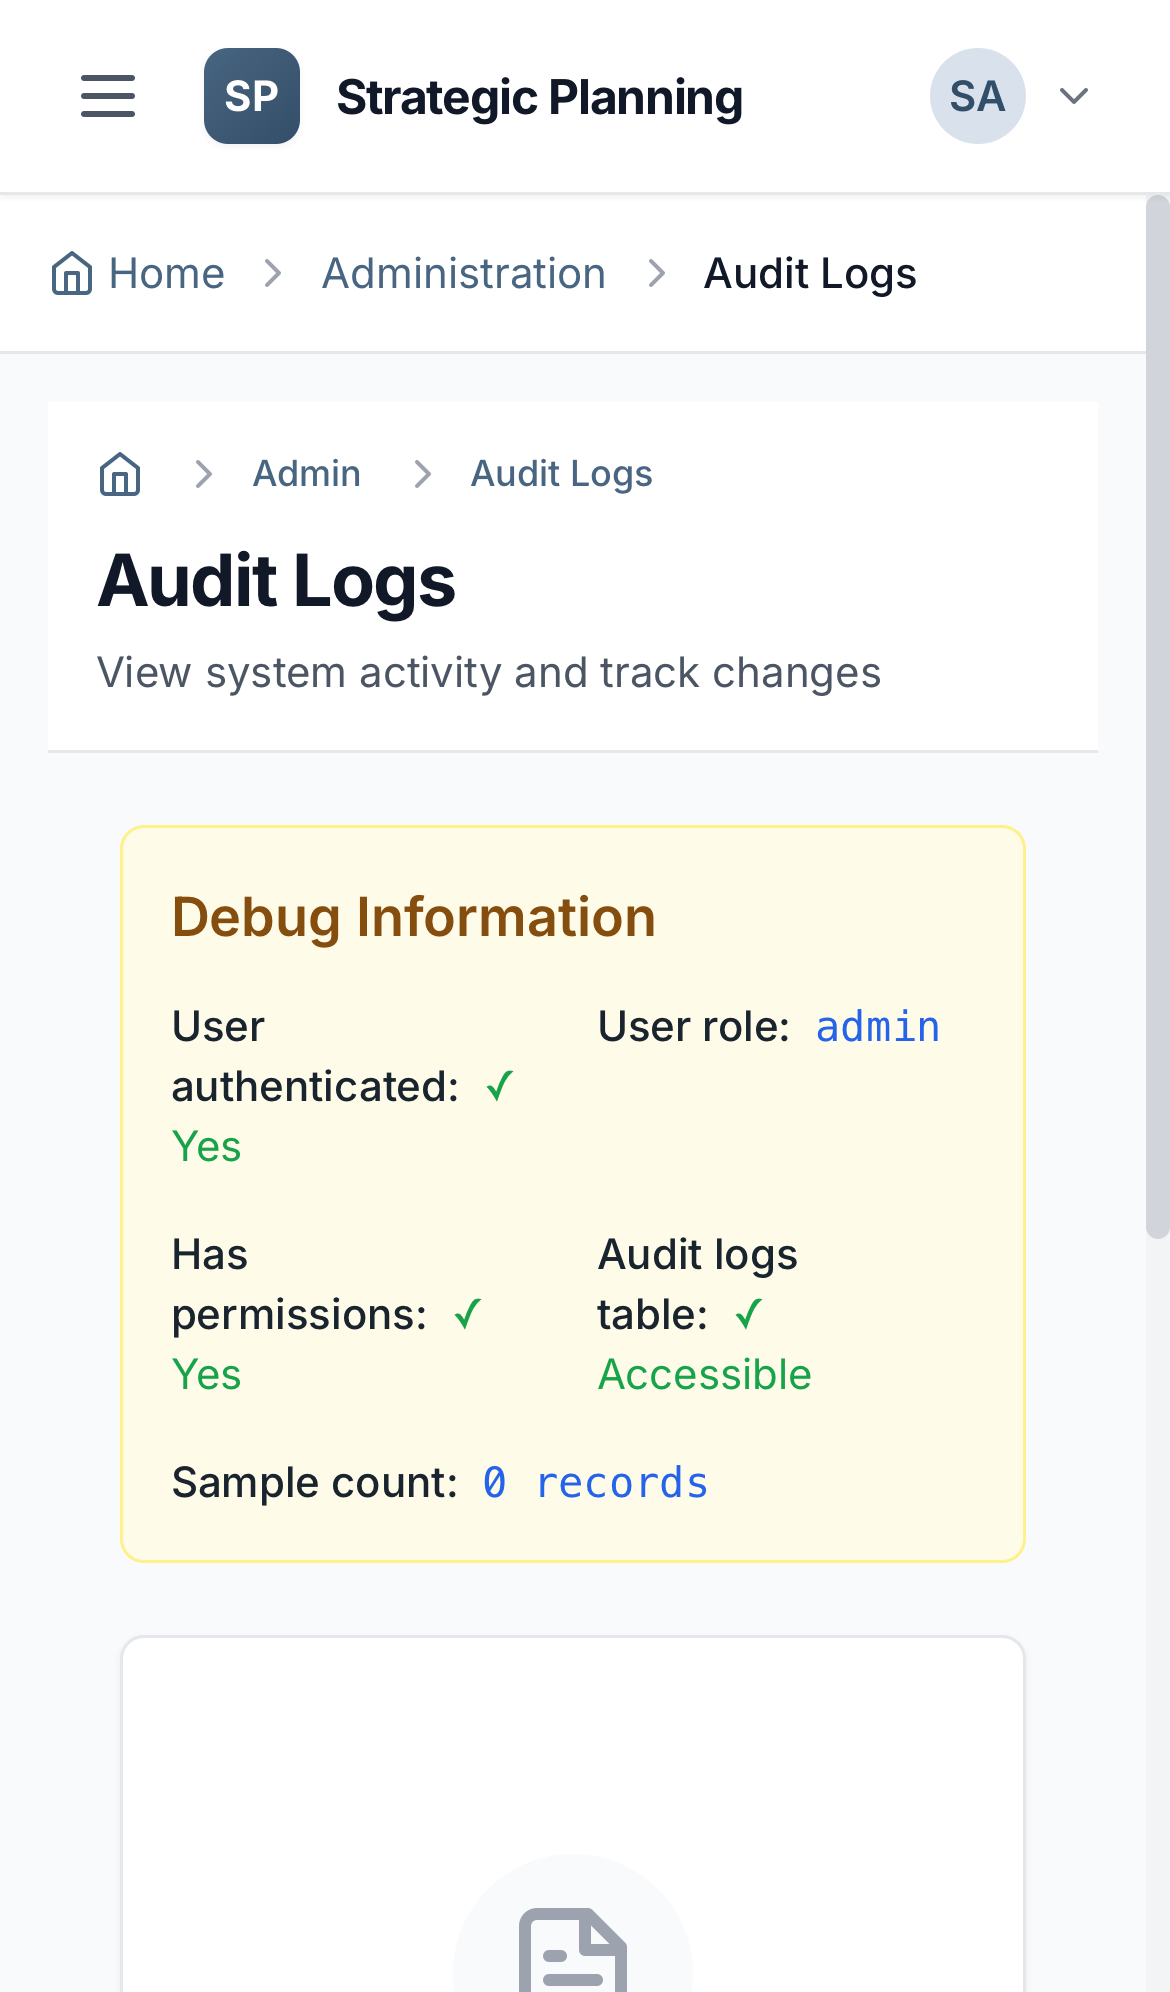 SP Strategic Planning SA
Home Administration Audit Logs
Admin Audit Logs
Audit Logs
View system activity and track changes
Debug Information
User
authenticated: ✓
Yes
User role: admin
Has
permissions: ✓
Yes
Audit logs
table: ✓
Accessible
Sample count: 0 records